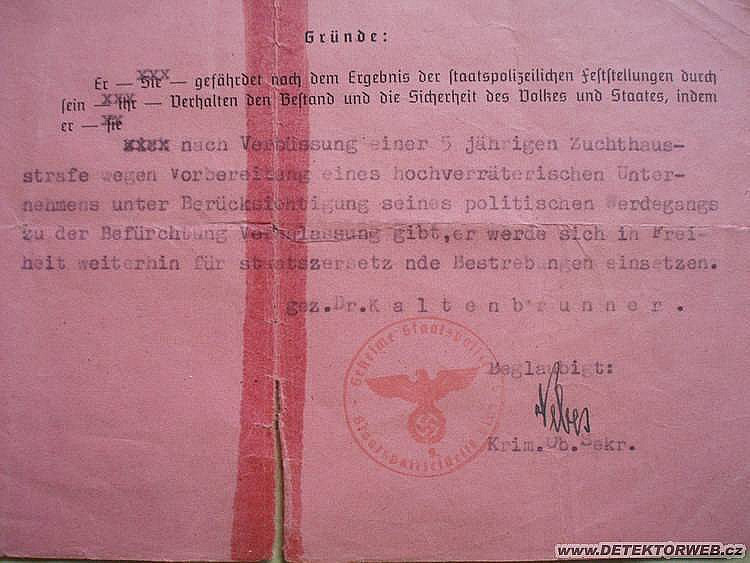 Gründe:
Er — Sie — gefährdet nach dem Ergebnis der staatspolizeilichen Feststellungen durch
sein — ihr — Verhalten den Bestand und die Sicherheit des Volkes und Staates, indem
er — sie
xxxx nach Verbüssung einer 5 jährigen Zuchthaus-
strafe wegen Vorbereitung eines hochverräterischen Unter-
nehmens unter Berücksichtigung seines politischen Werdegangs
zu der Befürchtung Veranlassung gibt, er werde sich in Frei-
heit weiterhin für staatszersetz nde Bestrebungen einsetzen.
gez. Dr. Kaltenbrunner.
Geheime Staatspolizei
Staatspolizeileitstelle
Beglaubigt:
Krim. Ob. Sekr.
www.DETEKTORWEB.cz